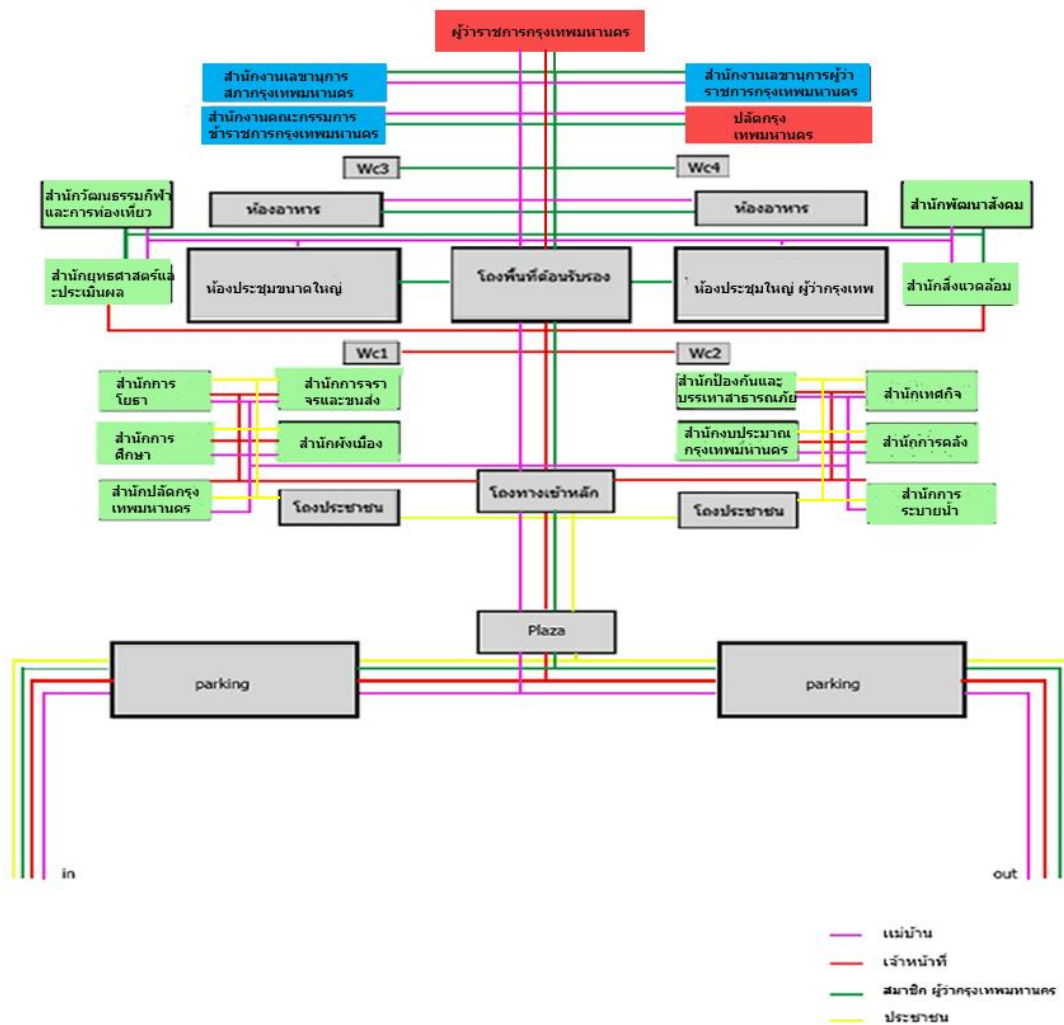 ผู้ว่าราชการกรุงเทพมหานคร
สำนักงานเลขานุการ
สภากรุงเทพมหานคร
สำนักงานเลขานุการผู้ว่า
ราชการกรุงเทพมหานคร
สำนักงานคณะกรรมการ
ข้าราชการกรุงเทพมหานคร
ปลัดกรุง
เทพมหานคร
Wc3
Wc4
สำนักวัฒนธรรมกีฬา
และการท่องเที่ยว
ห้องอาหาร
ห้องอาหาร
สำนักพัฒนาสังคม
สำนักยุทธศาสตร์แล
ะประเมินผล
ห้องประชุมขนาดใหญ่
โถงพื้นที่ต้อนรับรอง
ห้องประชุมใหญ่ ผู้ว่ากรุงเทพ
สำนักสิ่งแวดล้อม
Wc1
Wc2
สำนักการ
โยธา
สำนักการจรา
จรและขนส่ง
สำนักป้องกันและ
บรรเทาสาธารณภัย
สำนักเทศกิจ
สำนักการ
ศึกษา
สำนักผังเมือง
สำนักงบประมาณ
กรุงเทพมหานคร
สำนักการคลัง
สำนักปลัดกรุง
เทพมหานคร
โถงประชาชน
โถงทางเข้าหลัก
โถงประชาชน
สำนักการ
ระบายน้ำ
Plaza
parking
parking
in
out
แม่บ้าน
เจ้าหน้าที่
สมาชิก ผู้ว่ากรุงเทพมหานคร
ประชาชน